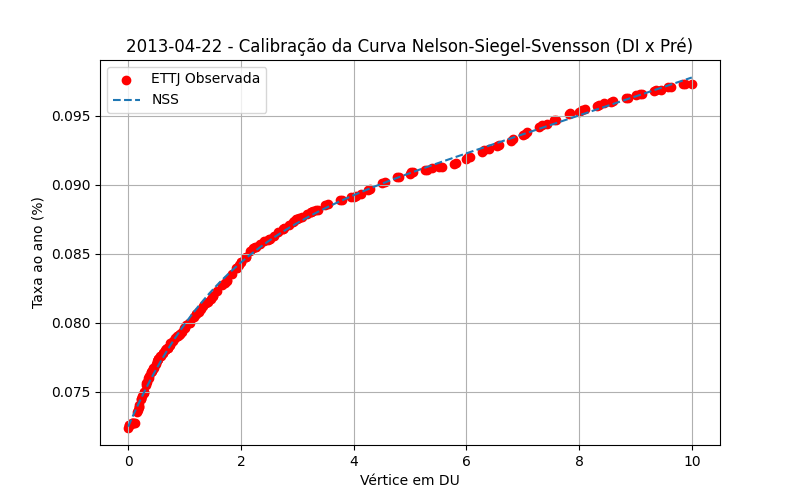 2013-04-22 - Calibração da Curva Nelson-Siegel-Svensson (DI x Pré)
ETTJ Observada
NSS
Taxa ao ano (%)
0.095
0.090
0.085
0.080
0.075
0 2 4 6 8 10
Vértice em DU